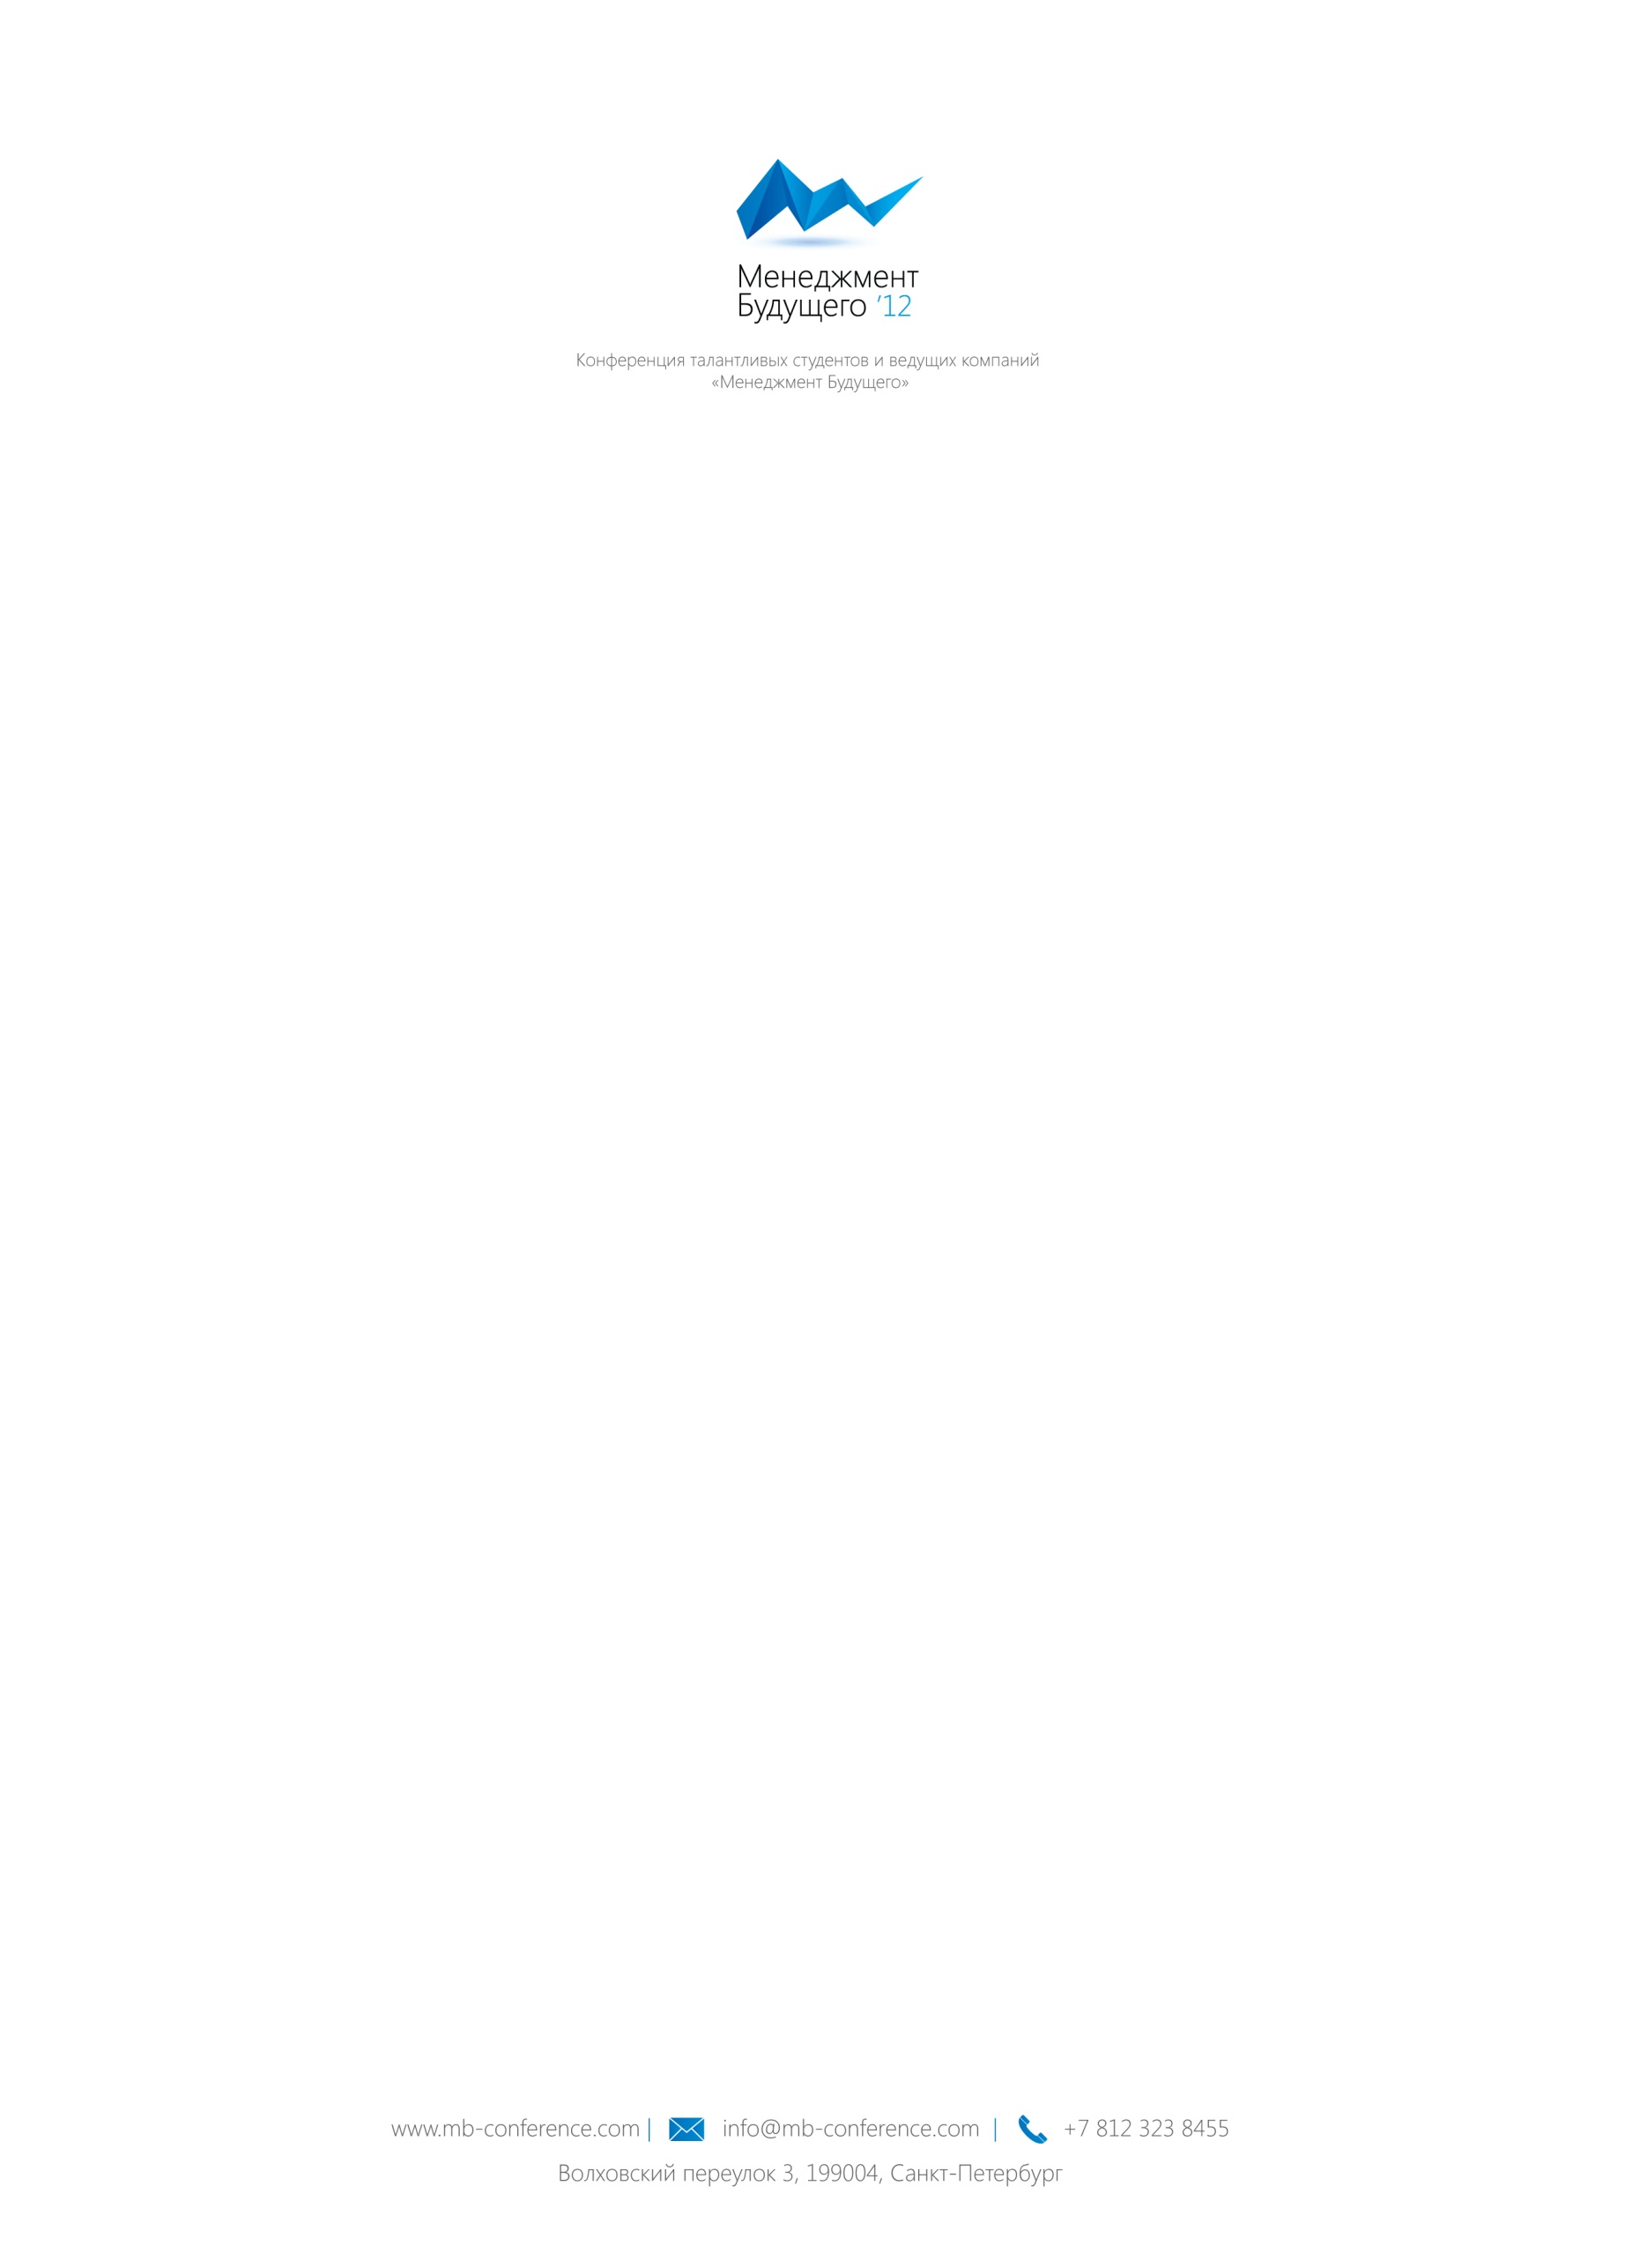 Менеджмент
Будущего '12
Конференция талантливых студентов и ведущих компаний
«Менеджмент Будущего»
www.mb-conference.com | info@mb-conference.com | +7 812 323 8455
Волховский переулок 3, 199004, Санкт-Петербург